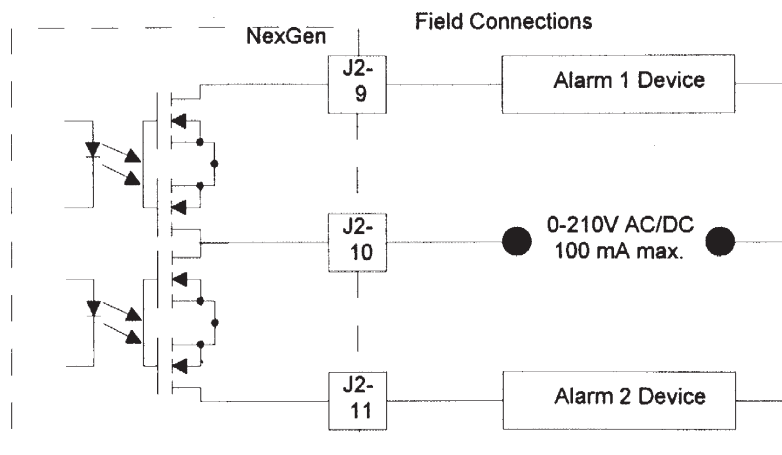 Field Connections
NexGen
J2-
9
Alarm 1 Device
J2-
10
0-210V AC/DC
100 mA max.
J2-
11
Alarm 2 Device